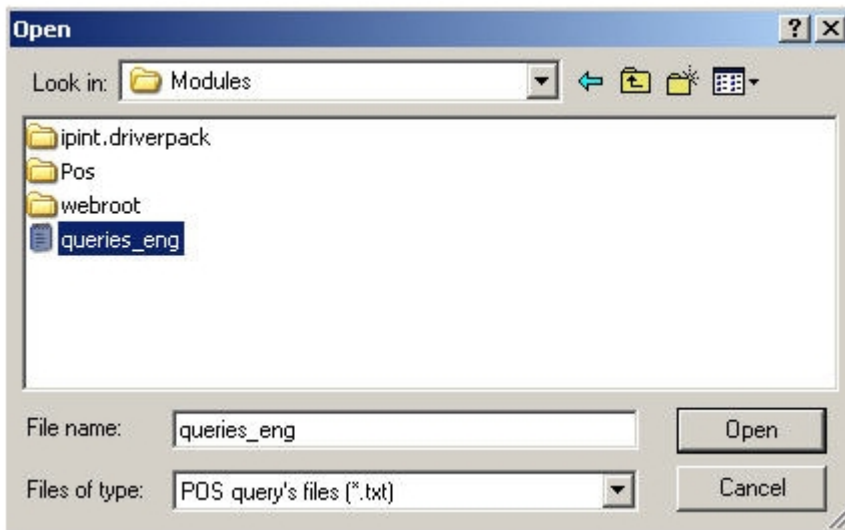 Open
Look in: Modules
ipint.driverpack
Pos
webroot
queries_eng
File name: queries_eng Open
Files of type: POS query's files (*.txt) Cancel